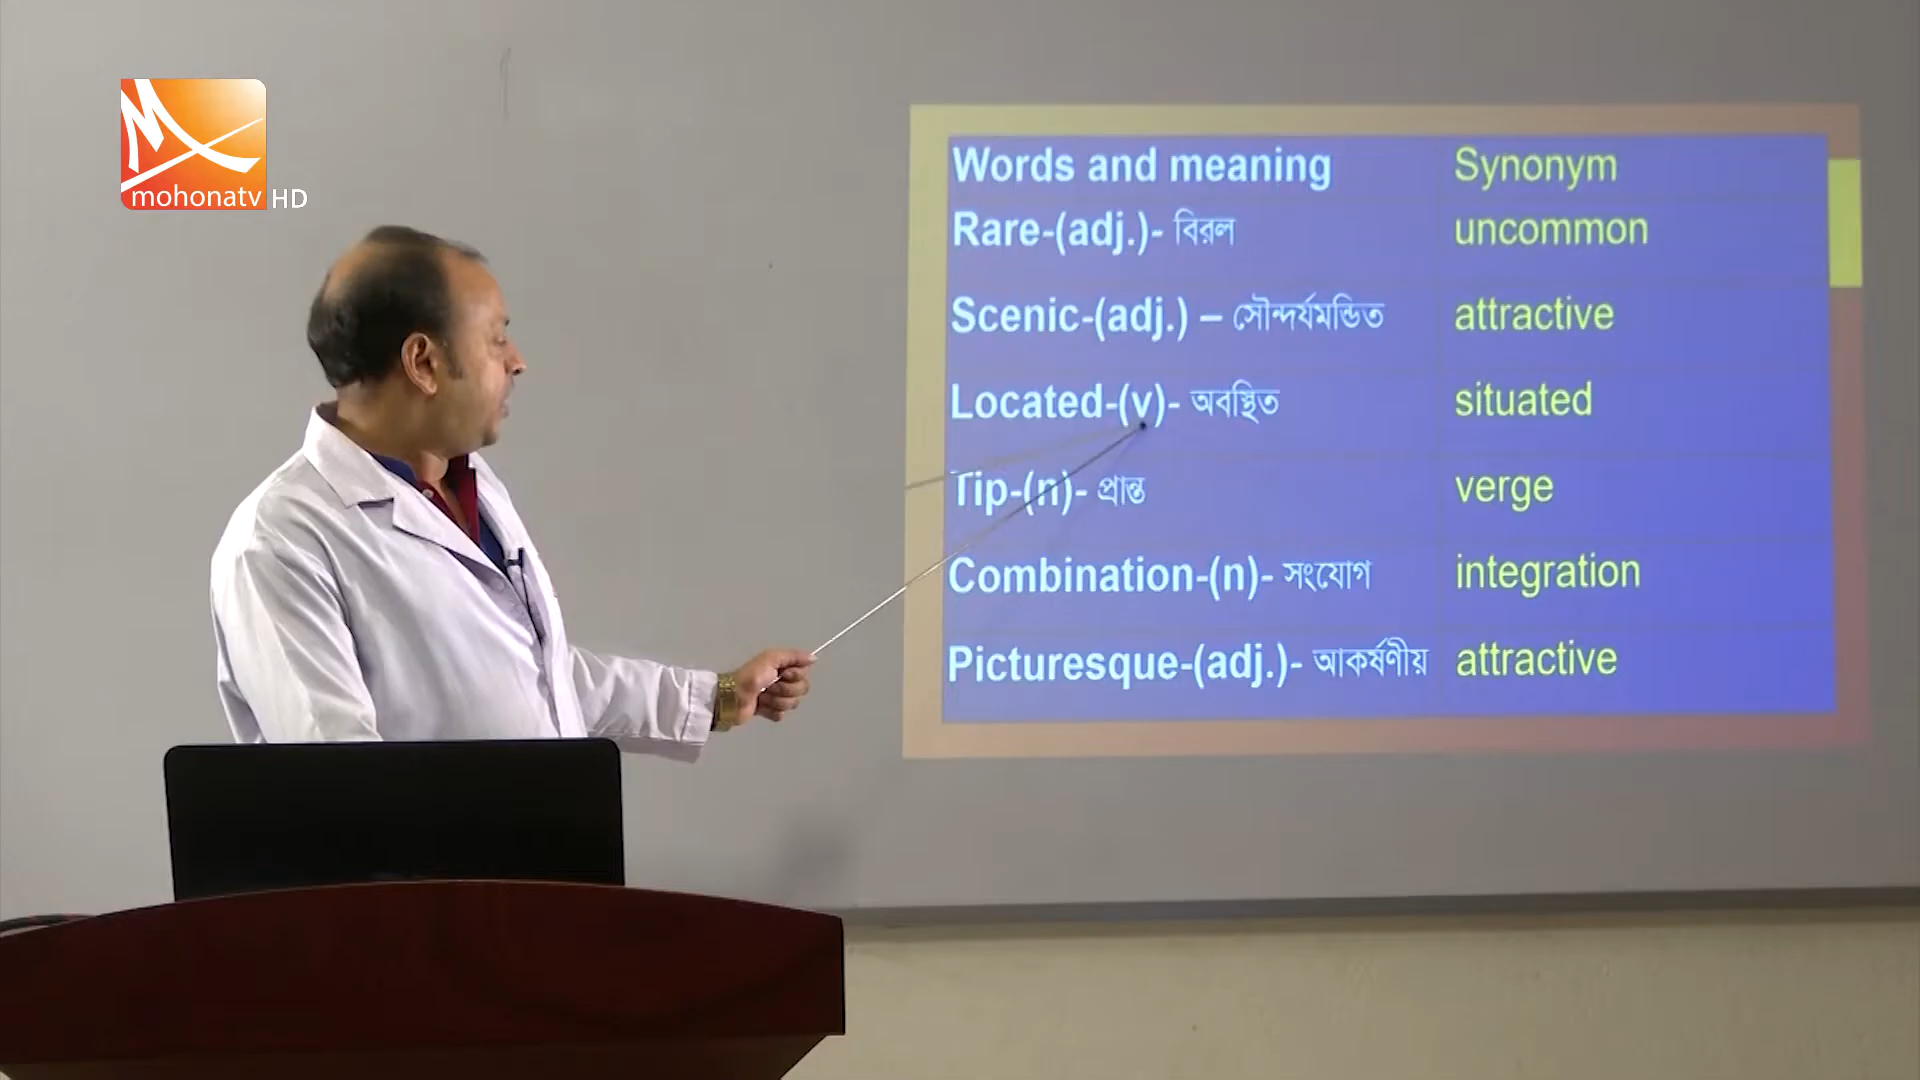 mohonatv HD
Words and meaning Synonym
Rare-(adj.)- বিরল uncommon
Scenic-(adj.) – সৌন্দর্যমন্ডিত attractive
Located-(v)- অবস্থিত situated
Tip-(n)- প্রান্ত verge
Combination-(n)- সংযোগ integration
Picturesque-(adj.)- আকর্ষণীয় attractive